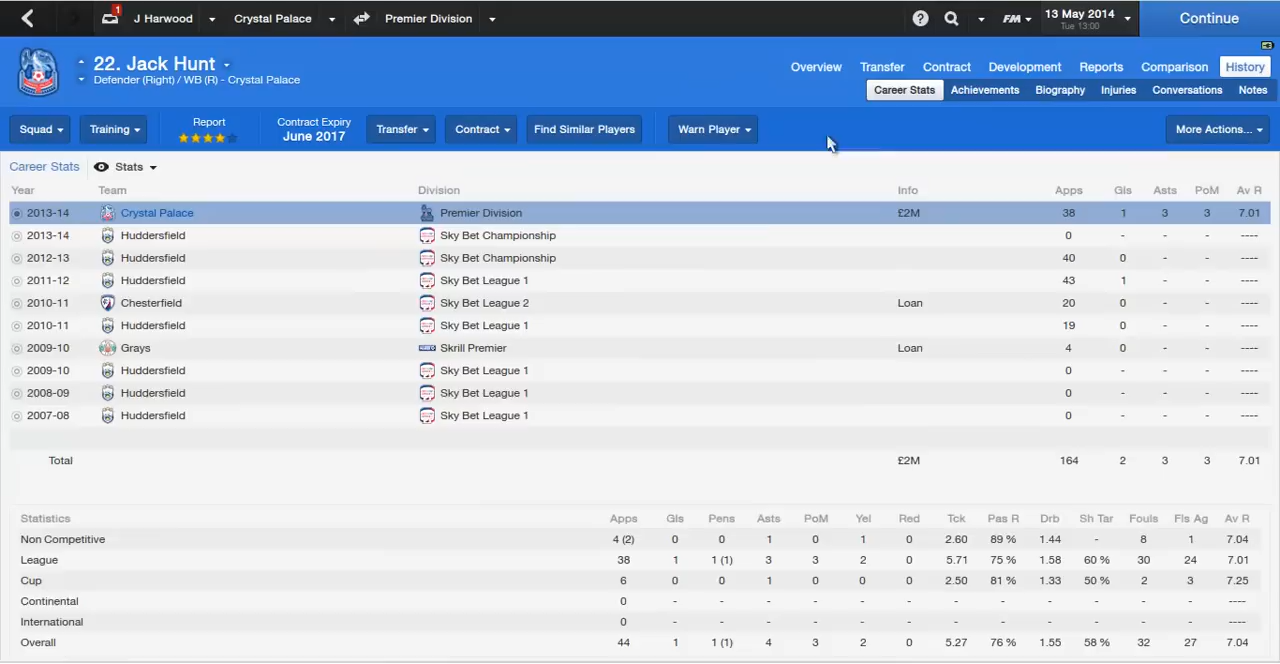 1 J Harwood Crystal Palace Premier Division ? FM 13 May 2014 Continue
Tue 13:00
22. Jack Hunt
Defender (Right) / WB (R) - Crystal Palace
Overview Transfer Contract Development Reports Comparison History
Career Stats Achievements Biography Injuries Conversations Notes
Squad Training Report Contract Expiry June 2017 Transfer Contract Find Similar Players Warn Player More Actions...
Career Stats Stats
Year Team Division Info Apps Gls Asts PoM Av R
2013-14 Crystal Palace Premier Division £2M 38 1 3 3 7.01
2013-14 Huddersfield Sky Bet Championship 0 - - - ----
2012-13 Huddersfield Sky Bet Championship 40 0 - - ----
2011-12 Huddersfield Sky Bet League 1 43 1 - - ----
2010-11 Chesterfield Sky Bet League 2 Loan 20 0 - - ----
2010-11 Huddersfield Sky Bet League 1 19 0 - - ----
2009-10 Grays Skrill Premier Loan 4 0 - - ----
2009-10 Huddersfield Sky Bet League 1 0 - - - ----
2008-09 Huddersfield Sky Bet League 1 0 - - - ----
2007-08 Huddersfield Sky Bet League 1 0 - - - ----
Total £2M 164 2 3 3 7.01
Statistics Apps Gls Pens Asts PoM Yel Red Tck Pas R Drb Sh Tar Fouls Fls Ag Av R
Non Competitive 4 (2) 0 0 1 0 1 0 2.60 89 % 1.44 - 8 1 7.04
League 38 1 1 (1) 3 3 2 0 5.71 75 % 1.58 60 % 30 24 7.01
Cup 6 0 0 1 0 0 0 2.50 81 % 1.33 50 % 2 3 7.25
Continental 0 - - - - - - - - - - - - ----
International 0 - - - - - - - - - - - - ----
Overall 44 1 1 (1) 4 3 2 0 5.27 76 % 1.55 58 % 32 27 7.04